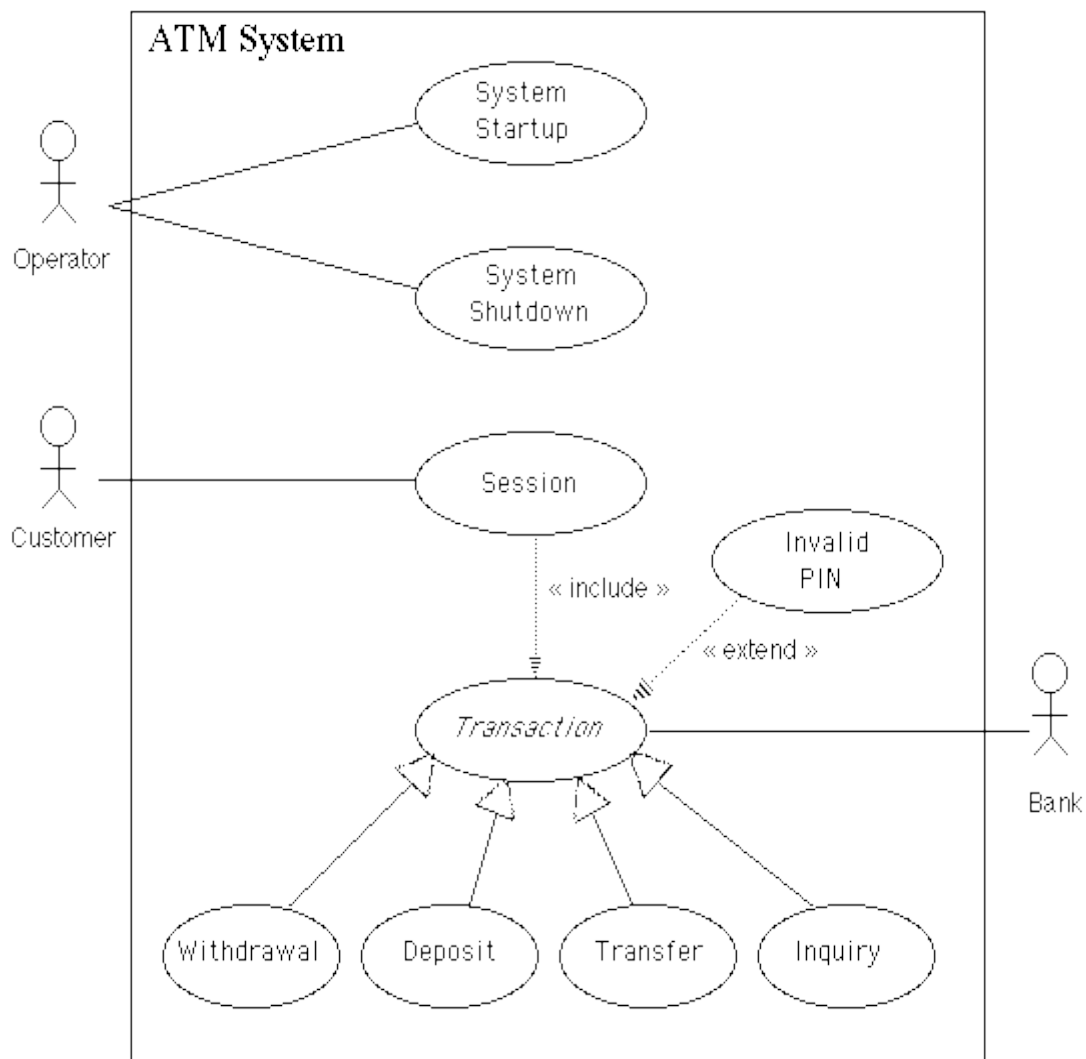 ATM System
System
Startup
Operator
System
Shutdown
Customer
Session
Invalid
PIN
« include »
« extend »
Transaction
Bank
Withdrawal
Deposit
Transfer
Inquiry